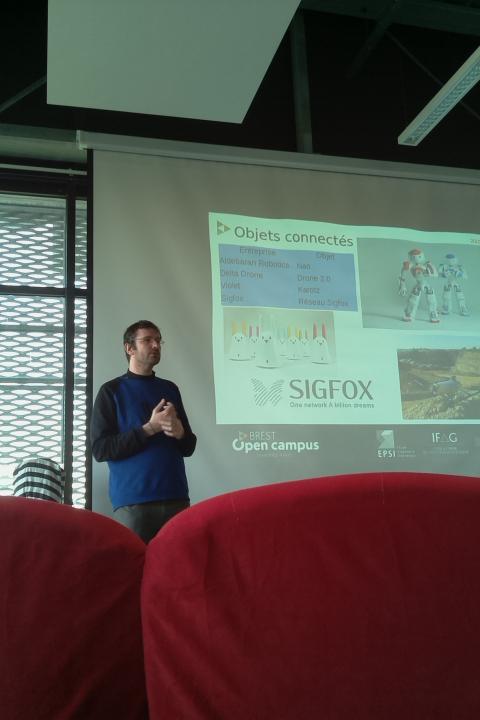 Objets connectés
Entreprise Objet
Aldebaran Robotics Nao
Delta Drone Drone 2.0
Violet Karotz
Sigfox Réseau Sigfox
SIGFOX
One network A billion dreams
BREST
Open campus
EPSI
IFAG